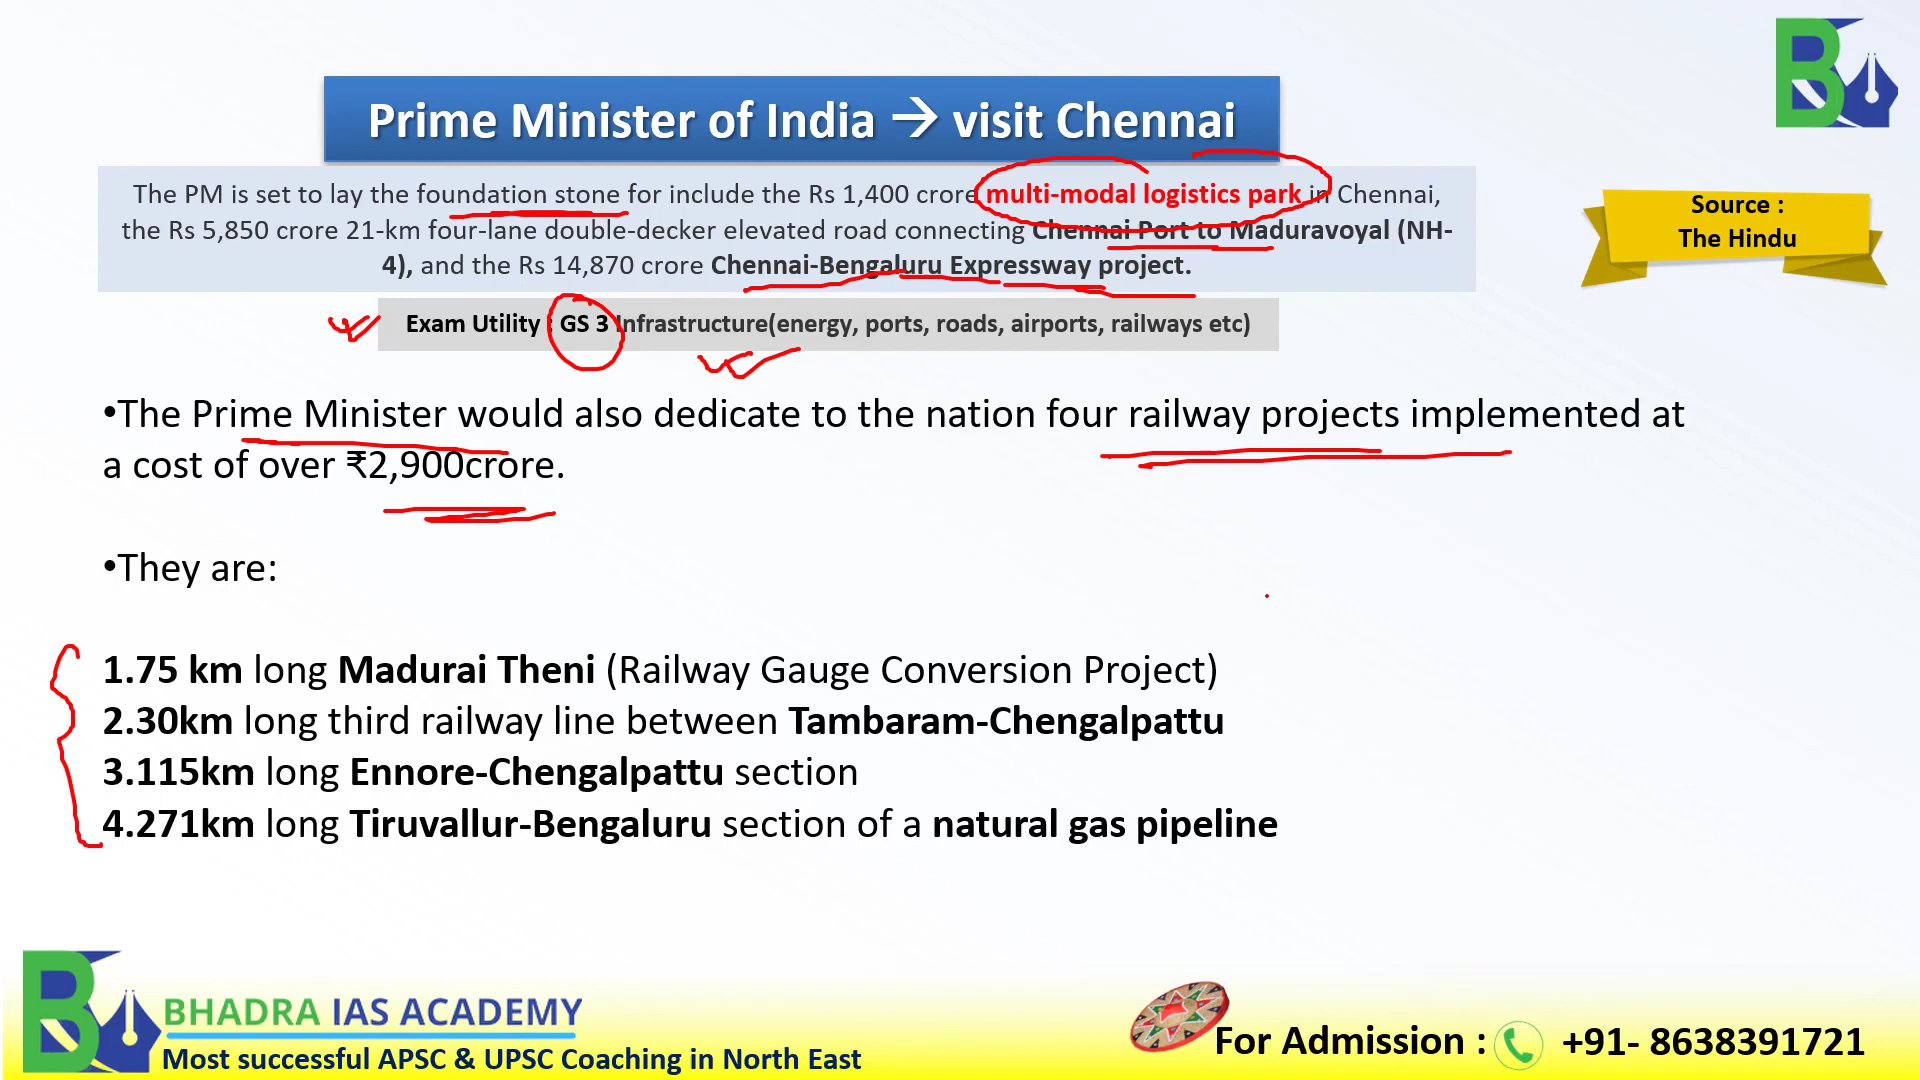 Prime Minister of India → visit Chennai
The PM is set to lay the foundation stone for include the Rs 1,400 crore multi-modal logistics park in Chennai,
the Rs 5,850 crore 21-km four-lane double-decker elevated road connecting Chennai Port to Maduravoyal (NH-
4), and the Rs 14,870 crore Chennai-Bengaluru Expressway project.
Source :
The Hindu
Exam Utility : GS 3 Infrastructure(energy, ports, roads, airports, railways etc)
•The Prime Minister would also dedicate to the nation four railway projects implemented at
a cost of over ₹2,900crore.
•They are:
1.75 km long Madurai Theni (Railway Gauge Conversion Project)
2.30km long third railway line between Tambaram-Chengalpattu
3.115km long Ennore-Chengalpattu section
4.271km long Tiruvallur-Bengaluru section of a natural gas pipeline
BHADRA IAS ACADEMY
Most successful APSC & UPSC Coaching in North East
For Admission : +91- 8638391721